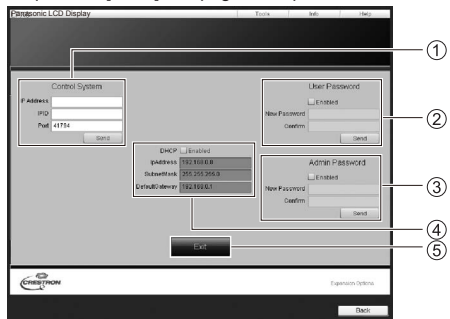 Panasonic LCD Display
Tools
Info
Help
Control System
IP Address
IPID
Port 41794
Send
User Password
Enabled
New Password
Confirm
Send
DHCP Enabled
IpAddress 192.168.0.8
SubnetMask 255.255.255.0
DefaultGateway 192.168.0.1
Admin Password
Enabled
New Password
Confirm
Send
Exit
CRESTRON
Expansion Options
Back
1
2
3
4
5